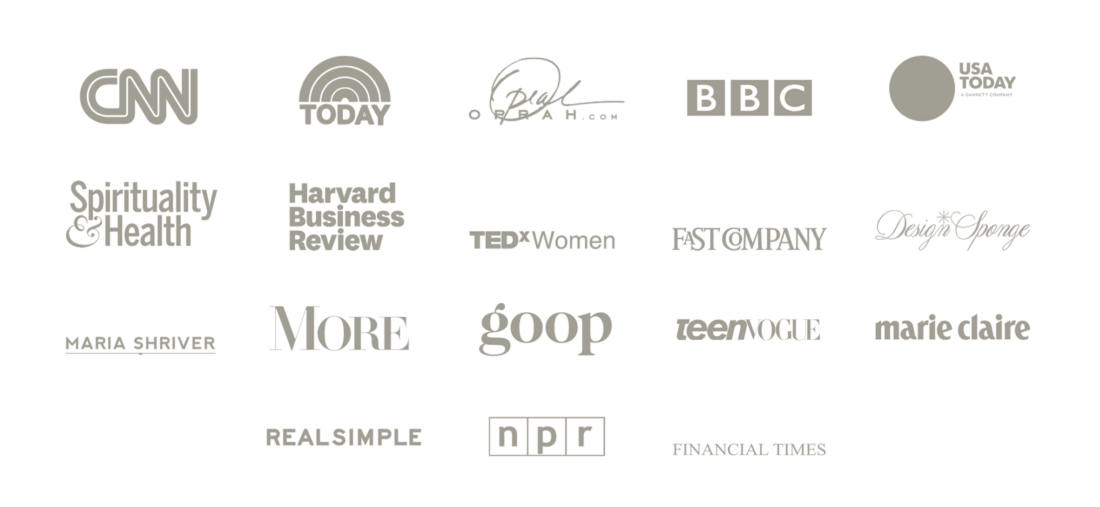 CNN
TODAY
Oprah
OPRAH.COM
BBC
USA
TODAY
A GANNETT COMPANY
Spirituality
&Health
Harvard
Business
Review
TEDxWomen
FAST COMPANY
Design*Sponge
MARIA SHRIVER
MORE
goop
teenVOGUE
marie claire
REALSIMPLE
npr
FINANCIAL TIMES